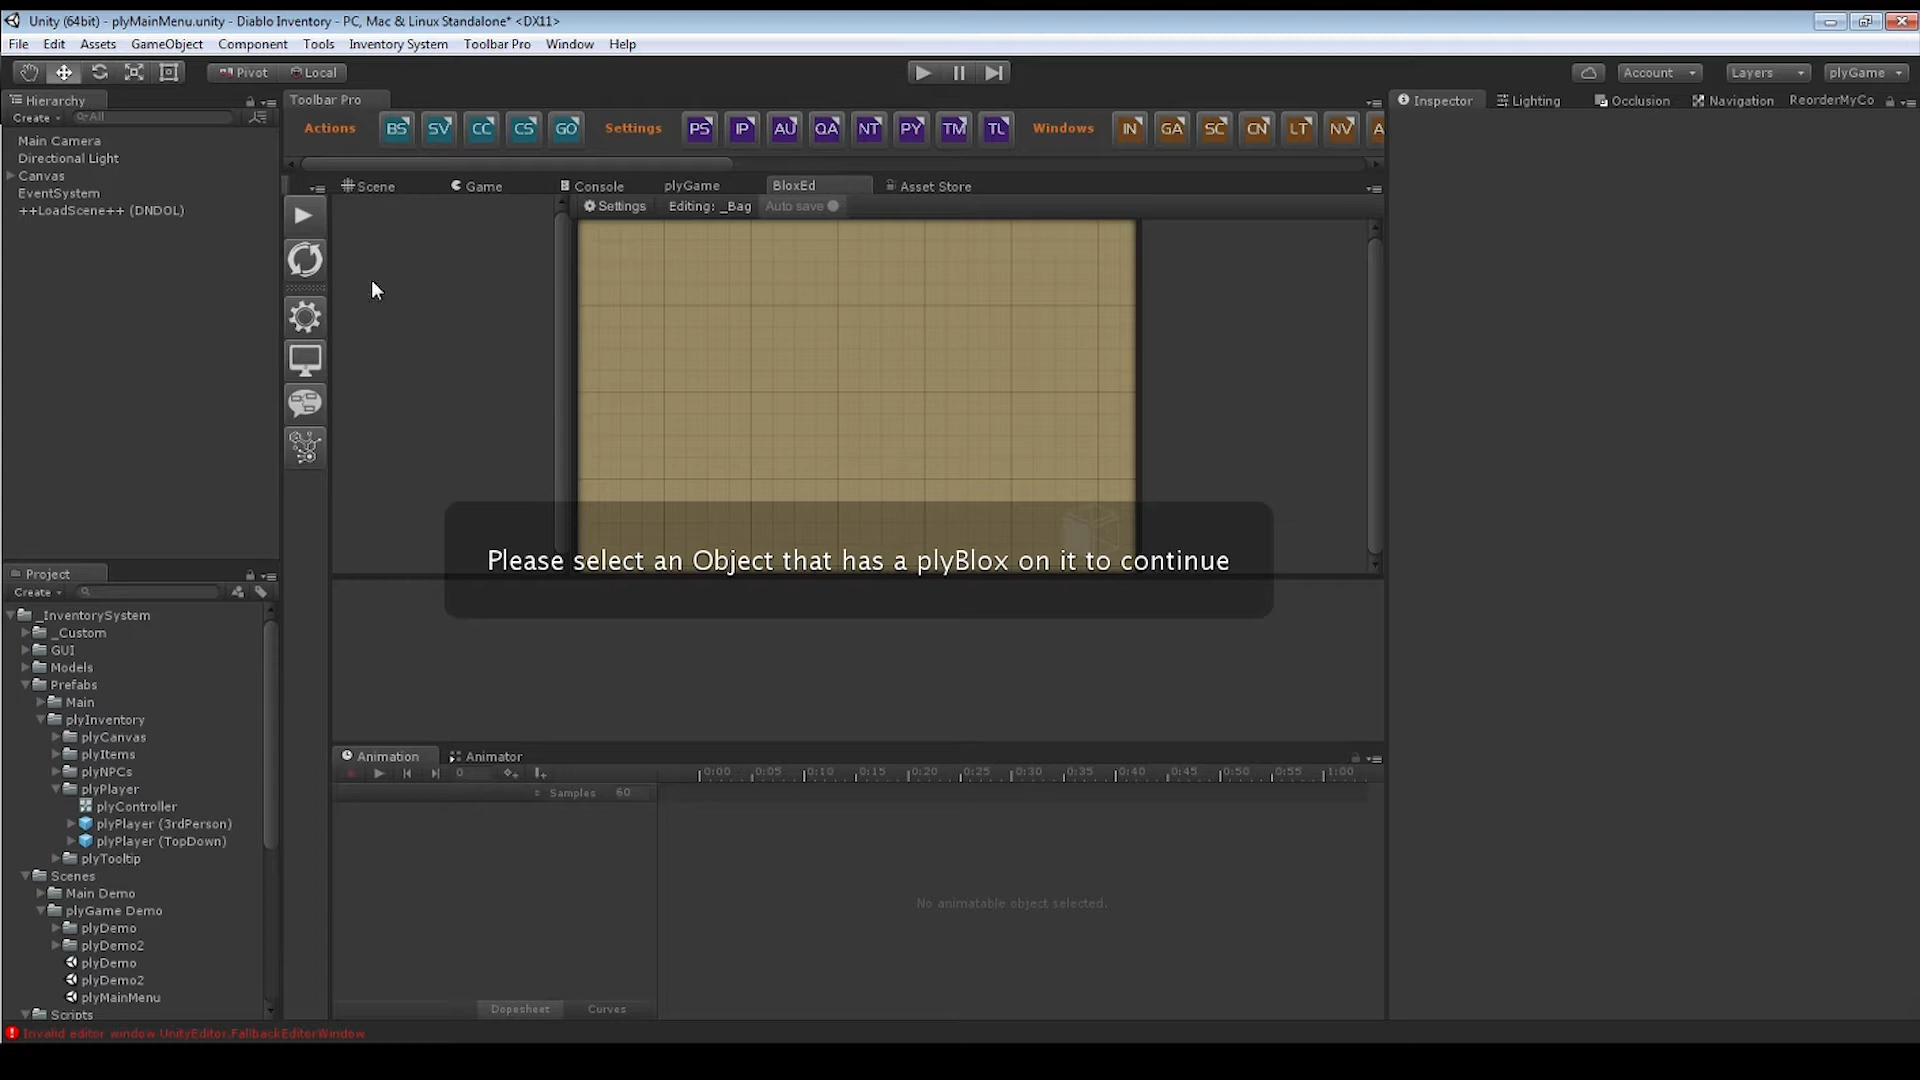 Unity (64bit) - plyMainMenu.unity - Diablo Inventory - PC, Mac & Linux Standalone* <DX11>
File Edit Assets GameObject Component Tools Inventory System Toolbar Pro Window Help
Pivot Local Account Layers plyGame
Hierarchy
Create All
Main Camera
Directional Light
Canvas
EventSystem
++LoadScene++ (DNDOL)
Toolbar Pro
Actions BS SV CC CS GO Settings PS IP AU QA NT PY TM TL Windows IN GA SC CN LT NV A
Scene Game Console plyGame BloxEd Asset Store
Settings Editing: _Bag Auto save
Please select an Object that has a plyBlox on it to continue
Inspector Lighting Occlusion Navigation ReorderMyCo
Project
Create
_InventorySystem
_Custom
GUI
Models
Prefabs
Main
plyInventory
plyCanvas
plyItems
plyNPCs
plyPlayer
plyController
plyPlayer (3rdPerson)
plyPlayer (TopDown)
plyTooltip
Scenes
Main Demo
plyGame Demo
plyDemo
plyDemo2
plyDemo
plyDemo2
plyMainMenu
Scripts
Animation Animator
0 0:00 0:05 0:10 0:15 0:20 0:25 0:30 0:35 0:40 0:45 0:50 0:55 1:00
Samples 60
No animatable object selected.
Dopesheet Curves
Invalid editor window UnityEditor.FallbackEditorWindow